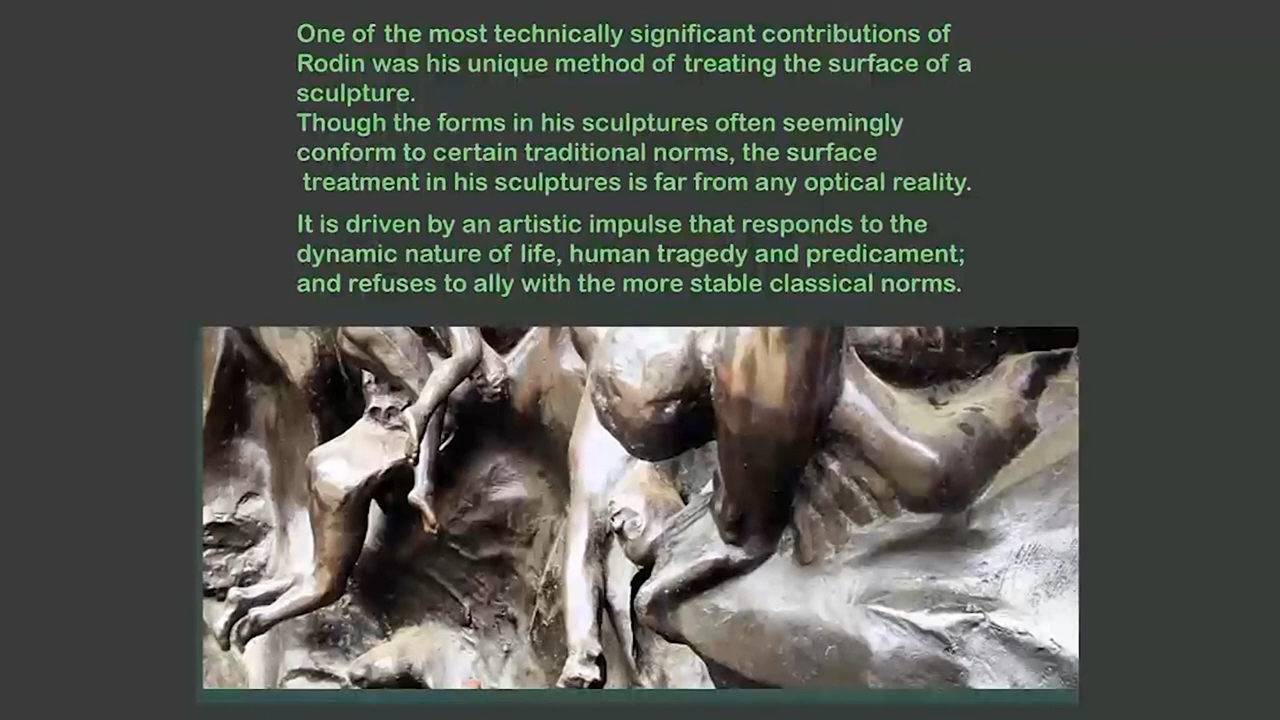 One of the most technically significant contributions of
Rodin was his unique method of treating the surface of a
sculpture.
Though the forms in his sculptures often seemingly
conform to certain traditional norms, the surface
treatment in his sculptures is far from any optical reality.
It is driven by an artistic impulse that responds to the
dynamic nature of life, human tragedy and predicament;
and refuses to ally with the more stable classical norms.